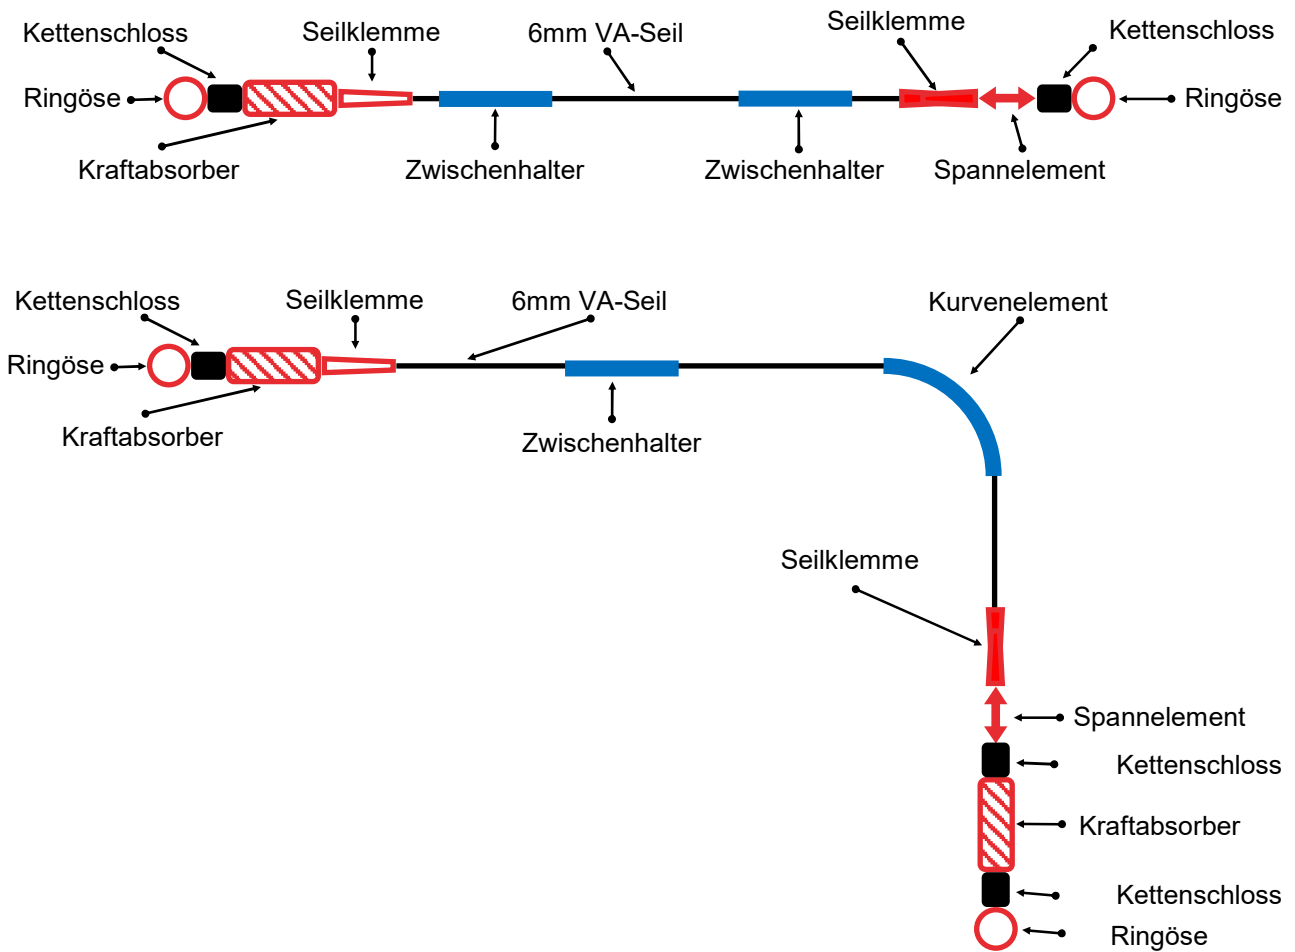 Kettenschloss
Seilklemme
6mm VA-Seil
Seilklemme
Kettenschloss
Ringöse
Ringöse
Kraftabsorber
Zwischenhalter
Zwischenhalter
Spannelement
Kettenschloss
Seilklemme
6mm VA-Seil
Kurvenelement
Ringöse
Kraftabsorber
Zwischenhalter
Seilklemme
Spannelement
Kettenschloss
Kraftabsorber
Kettenschloss
Ringöse